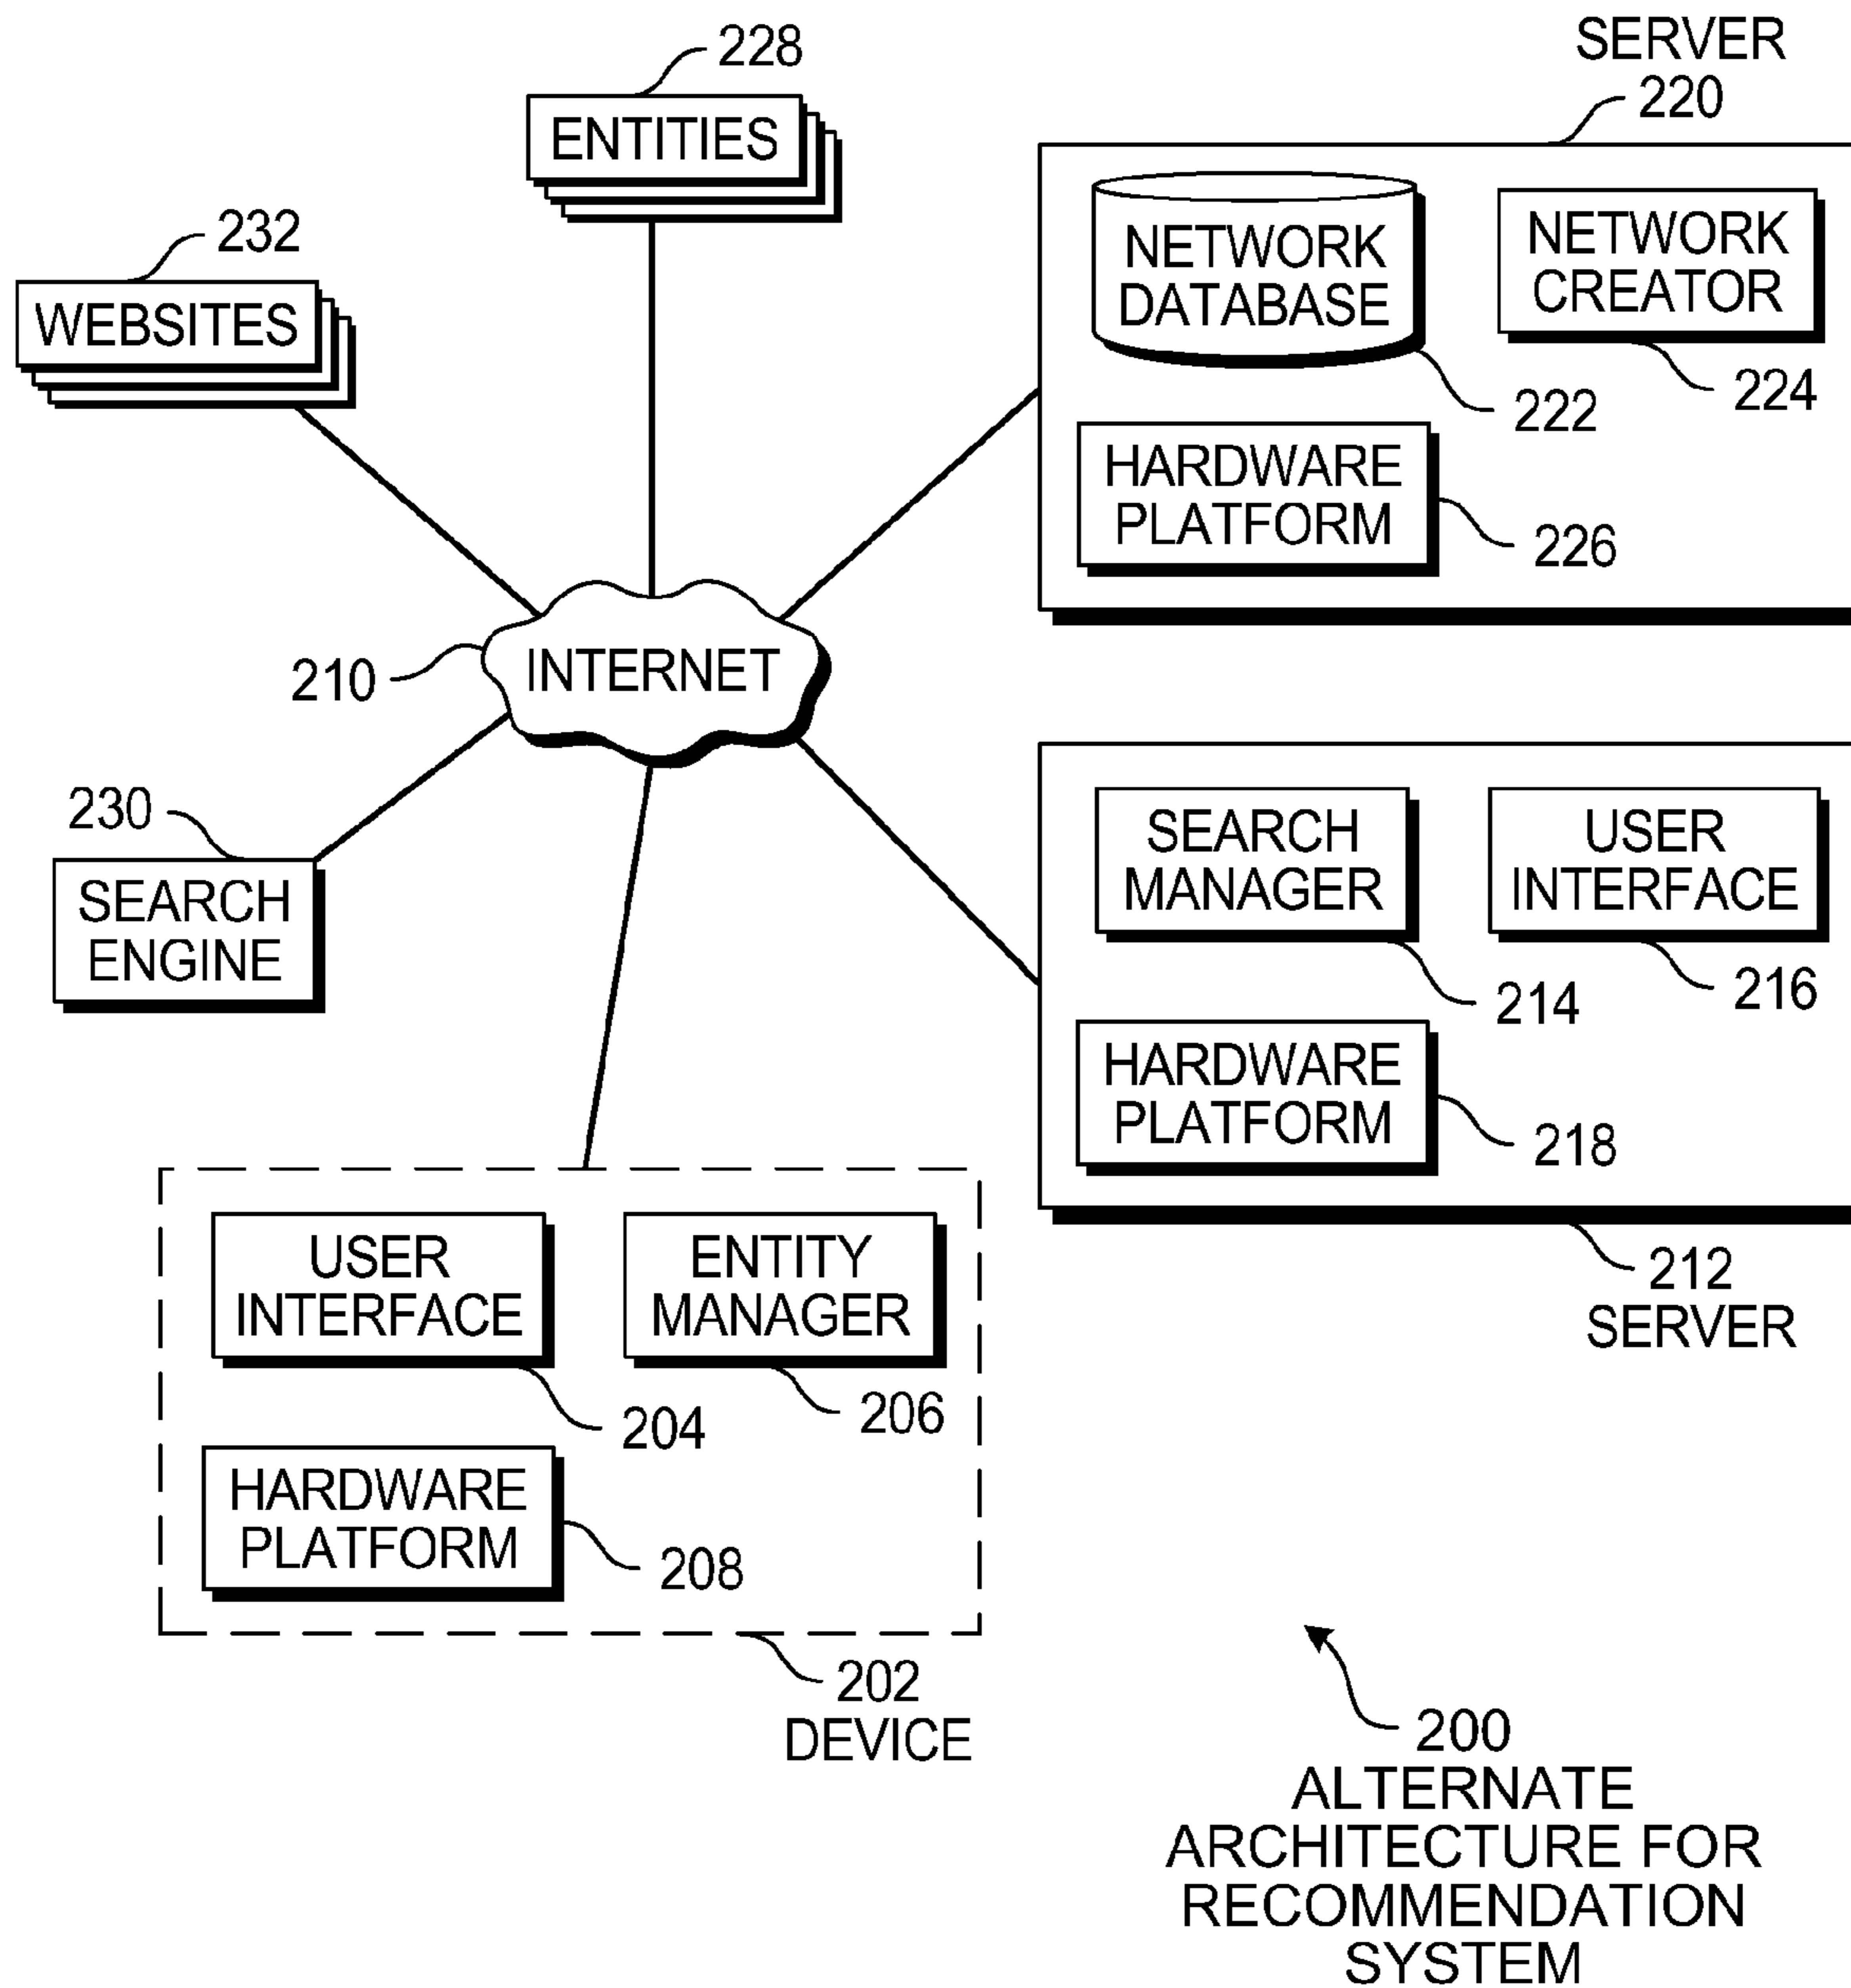 228
ENTITIES
232
WEBSITES
SERVER
220
NETWORK
DATABASE
222
NETWORK
CREATOR
224
HARDWARE
PLATFORM
226
210
INTERNET
230
SEARCH
ENGINE
SEARCH
MANAGER
214
USER
INTERFACE
216
HARDWARE
PLATFORM
218
212
SERVER
USER
INTERFACE
204
ENTITY
MANAGER
206
HARDWARE
PLATFORM
208
202
DEVICE
200
ALTERNATE
ARCHITECTURE FOR
RECOMMENDATION
SYSTEM